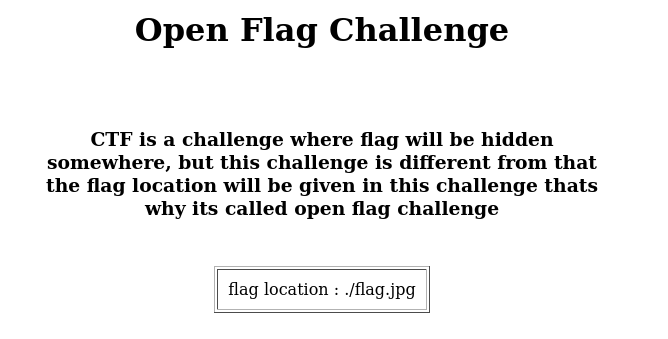 Open Flag Challenge
CTF is a challenge where flag will be hidden
somewhere, but this challenge is different from that
the flag location will be given in this challenge thats
why its called open flag challenge
flag location : ./flag.jpg